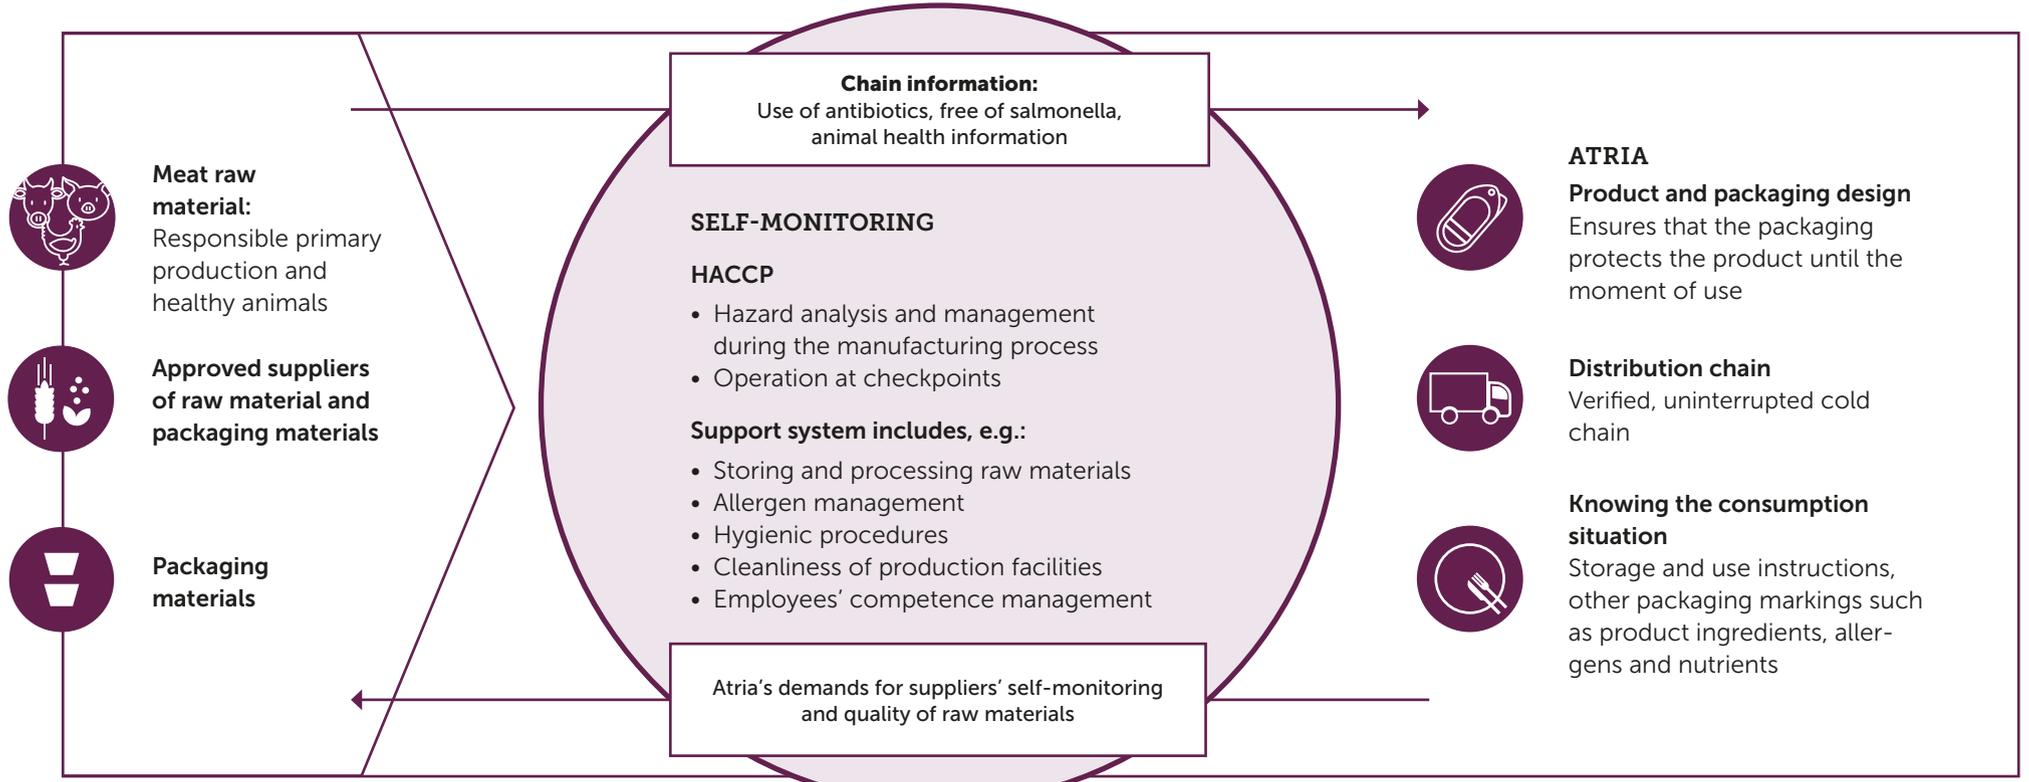 Chain information:
Use of antibiotics, free of salmonella,
animal health information
Meat raw
material:
Responsible primary
production and
healthy animals
Approved suppliers
of raw material and
packaging materials
Packaging
materials
SELF-MONITORING
HACCP
• Hazard analysis and management
during the manufacturing process
• Operation at checkpoints
Support system includes, e.g.:
• Storing and processing raw materials
• Allergen management
• Hygienic procedures
• Cleanliness of production facilities
• Employees’ competence management
Atria’s demands for suppliers’ self-monitoring
and quality of raw materials
ATRIA
Product and packaging design
Ensures that the packaging
protects the product until the
moment of use
Distribution chain
Verified, uninterrupted cold
chain
Knowing the consumption
situation
Storage and use instructions,
other packaging markings such
as product ingredients, aller-
gens and nutrients